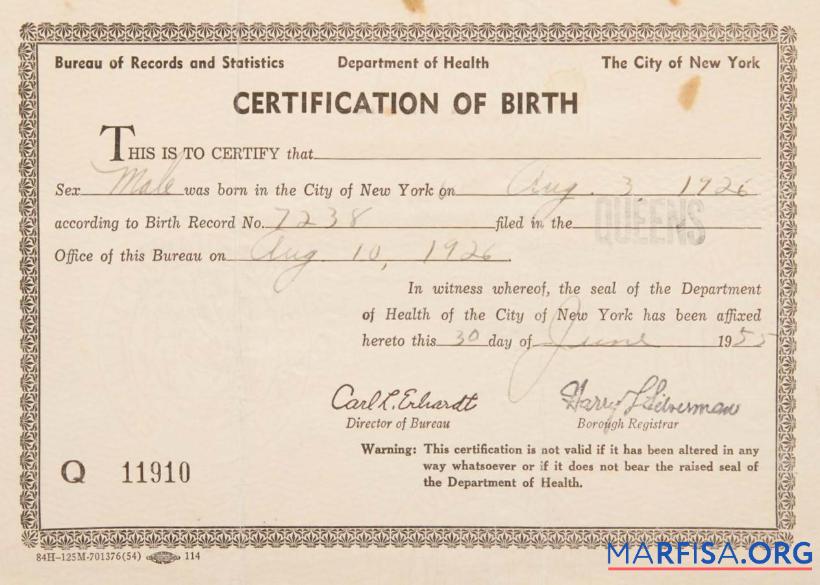 Bureau of Records and Statistics Department of Health The City of New York
CERTIFICATION OF BIRTH
THIS IS TO CERTIFY that
Sex Male was born in the City of New York on Aug. 3, 1926
according to Birth Record No. 7238 filed in the QUEENS
Office of this Bureau on Aug 10, 1926.
In witness whereof, the seal of the Department
of Health of the City of New York has been affixed
hereto this 30 day of June 1955
Carl L. Erhardt Harry Silverman
Director of Bureau Borough Registrar
Warning: This certification is not valid if it has been altered in any
way whatsoever or if it does not bear the raised seal of
the Department of Health.
Q 11910
84H-125M-701376(54) 114
MARFISA.ORG